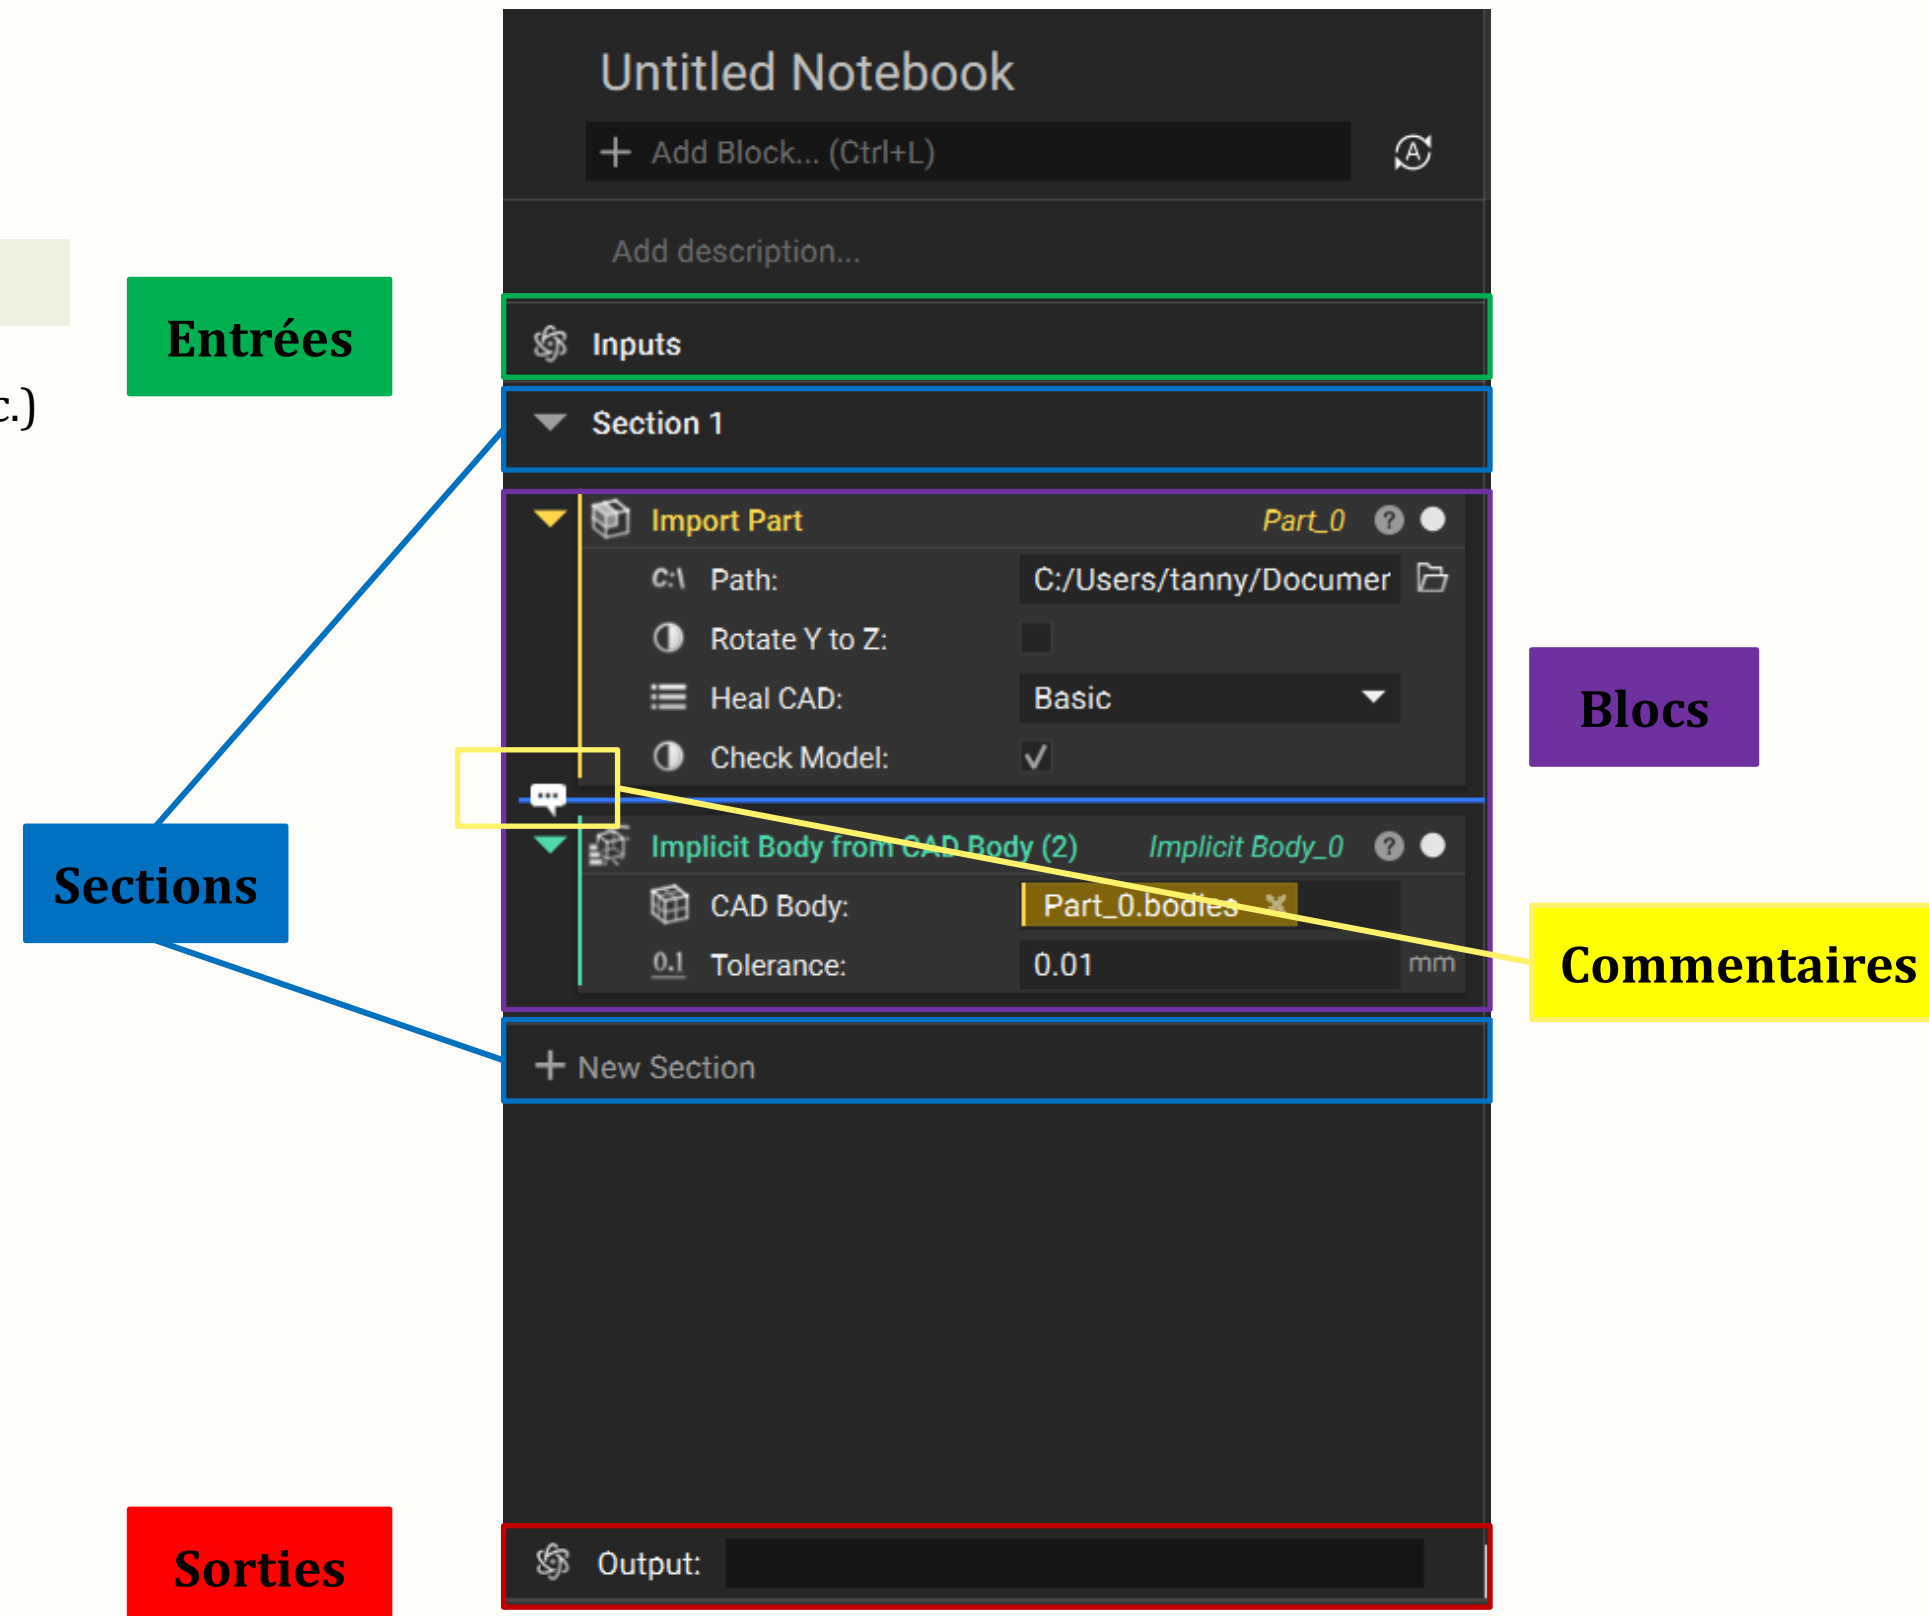 Untitled Notebook
Add Block... (Ctrl+L)
Add description...
Entrées
Inputs
c.)
Section 1
Import Part Part_0 ?
C:\ Path: C:/Users/tanny/Documer
Rotate Y to Z:
Heal CAD: Basic
Blocs
Check Model:
Implicit Body from CAD Body (2) Implicit Body_0 ?
Sections
CAD Body: Part_0.bodies
Commentaires
0.1 Tolerance: 0.01 mm
+ New Section
Sorties
Output: